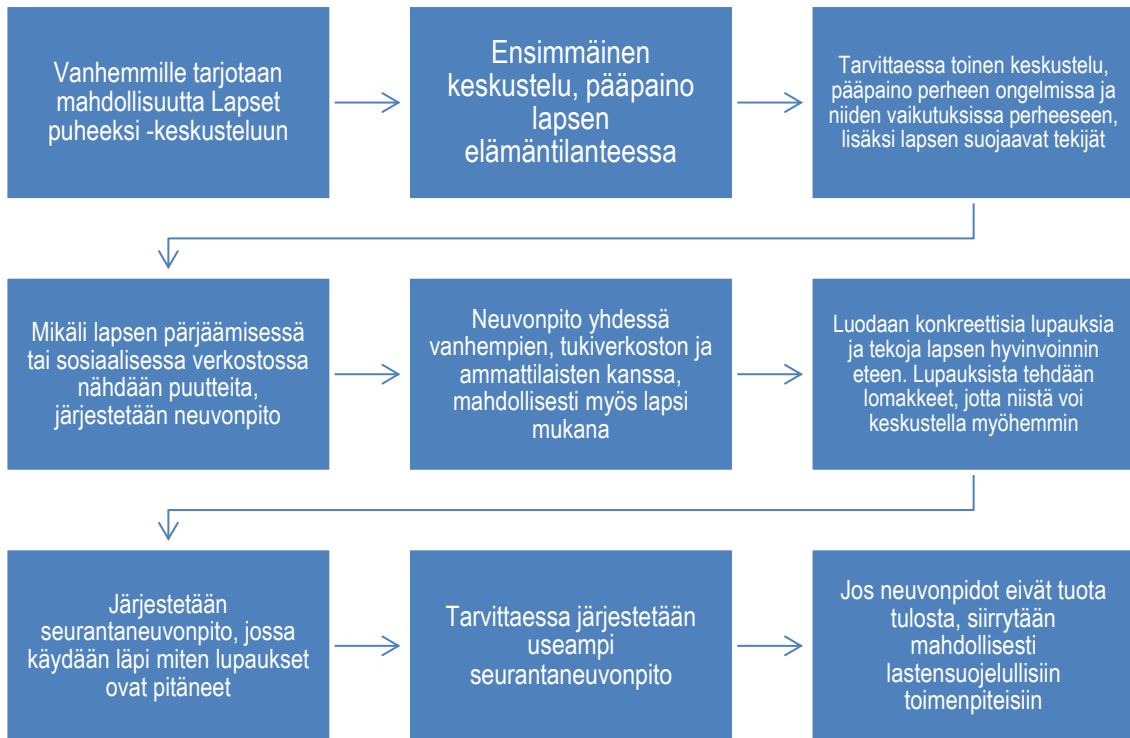 Vanhemmille tarjotaan
mahdollisuutta Lapset
puheeksi -keskusteluun
Ensimmäinen
keskustelu, pääpaino
lapsen
elämäntilanteessa
Tarvittaessa toinen keskustelu,
pääpaino perheen ongelmissa ja
niiden vaikutuksissa perheeseen,
lisäksi lapsen suojaavat tekijät
Mikäli lapsen pärjäämisessä
tai sosiaalisessa verkostossa
nähdään puutteita,
järjestetään neuvonpito
Neuvonpito yhdessä
vanhempien, tukiverkoston ja
ammattilaisten kanssa,
mahdollisesti myös lapsi
mukana
Luodaan konkreettisia lupauksia
ja tekoja lapsen hyvinvoinnin
eteen. Lupauksista tehdään
lomakkeet, jotta niistä voi
keskustella myöhemmin
Järjestetään
seurantaneuvonpito, jossa
käydään läpi miten lupaukset
ovat pitäneet
Tarvittaessa järjestetään
useampi
seurantaneuvonpito
Jos neuvonpidot eivät tuota
tulosta, siirrytään
mahdollisesti
lastensuojelullisiin
toimenpiteisiin